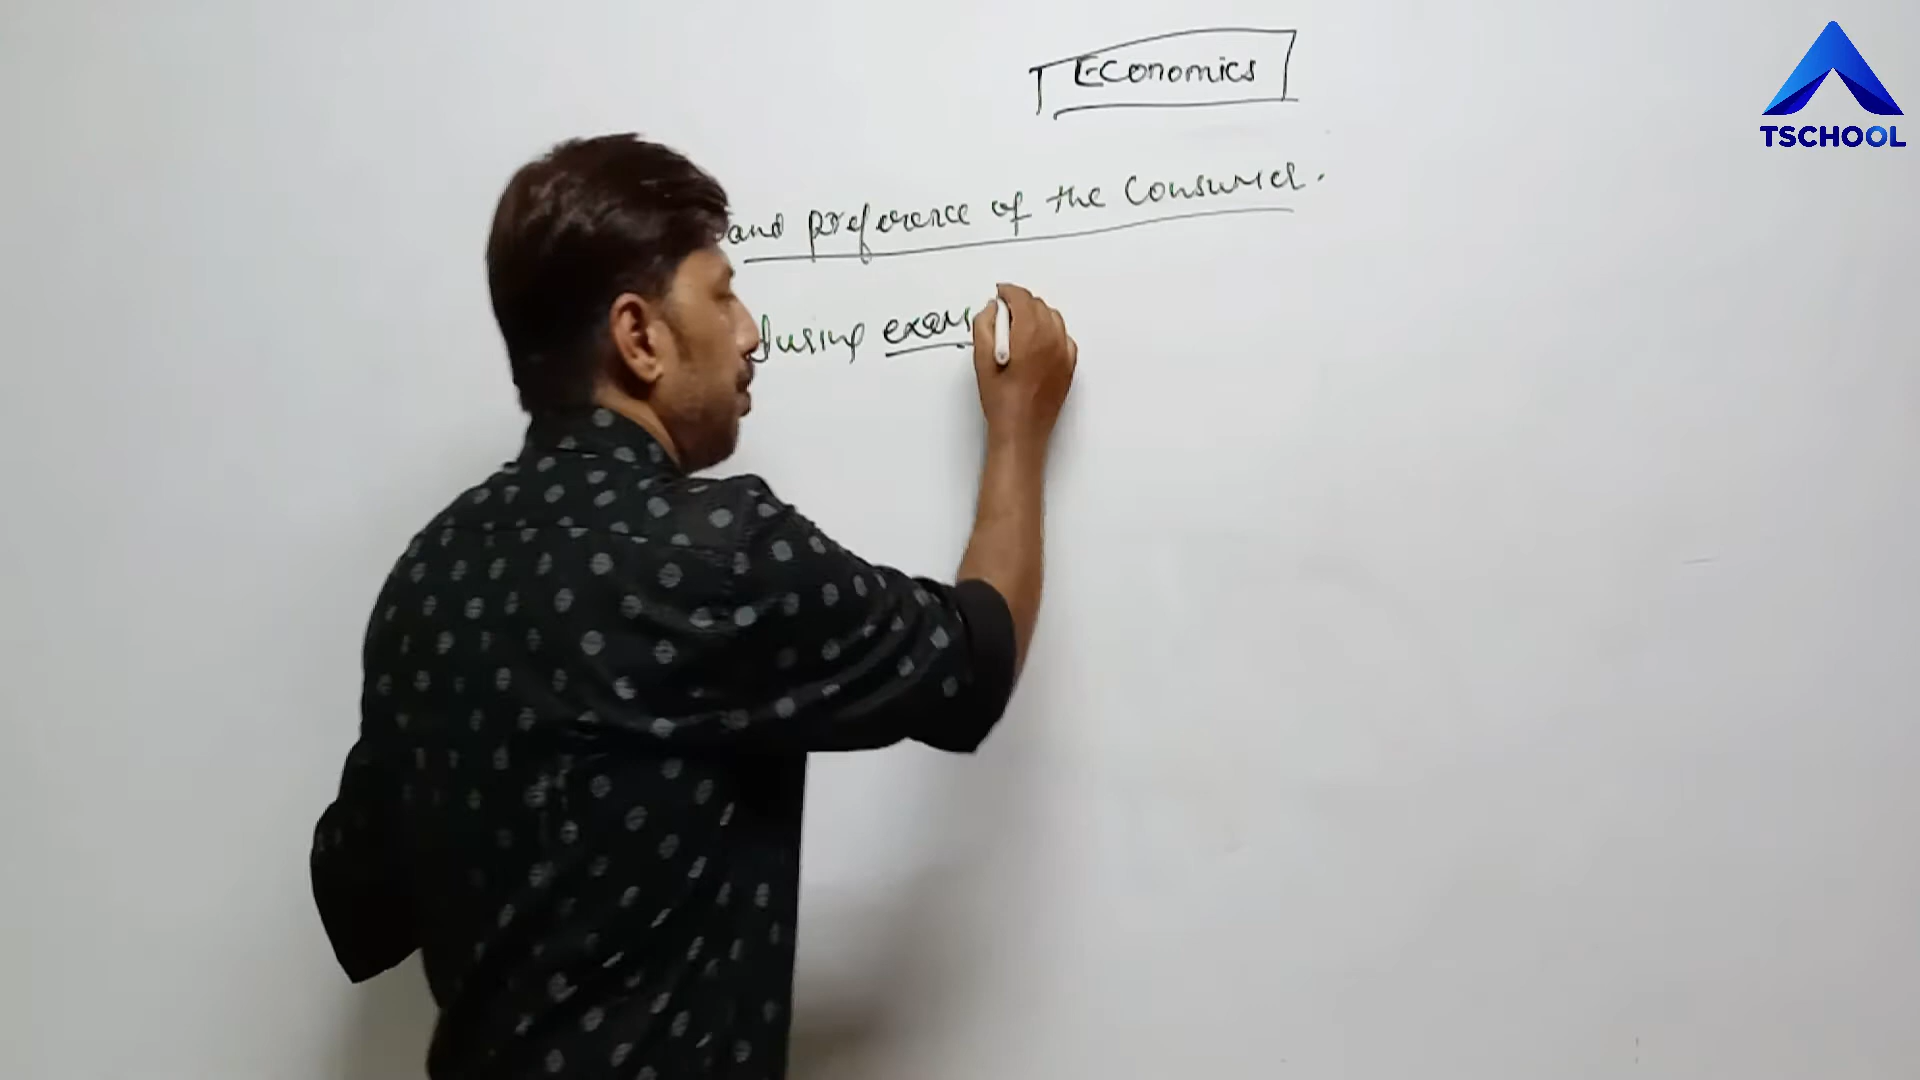 Economics
TSCHOOL
and preference of the Consumer.
during exam